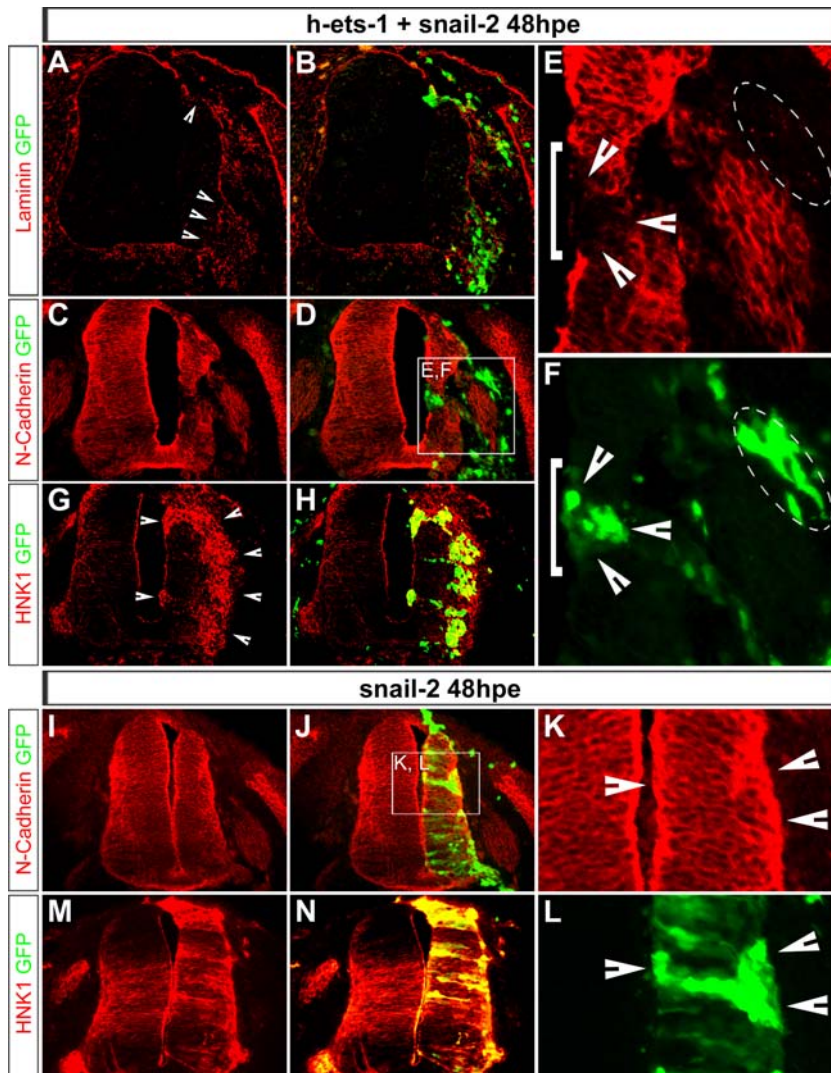 h-ets-1 + snail-2 48hpe
Laminin GFP
A
B
E
N-Cadherin GFP
C
D
E,F
F
HNK1 GFP
G
H
snail-2 48hpe
N-Cadherin GFP
I
J
K, L
K
HNK1 GFP
M
N
L